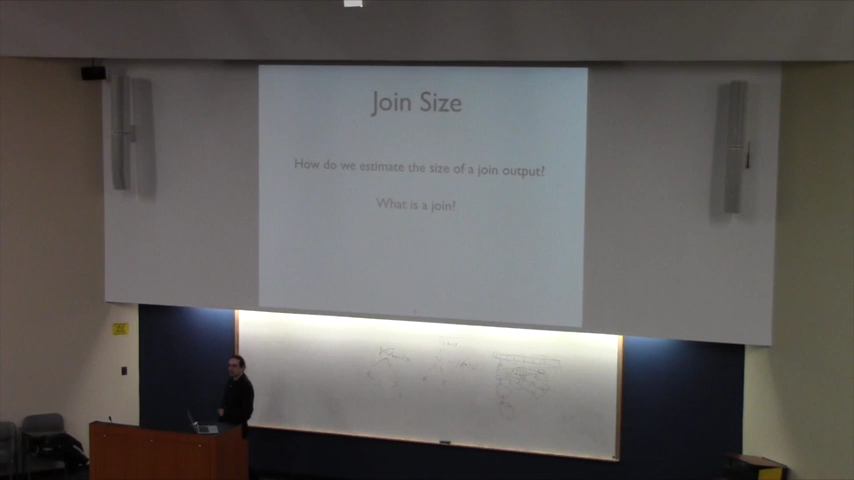 Join Size
How do we estimate the size of a join output?
What is a join?